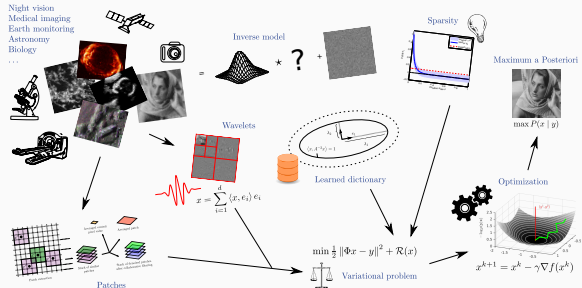 Night vision
Medical imaging
Earth monitoring
Astronomy
Biology
...
Inverse model
= ⋆ ? +
Sparsity
Maximum a Posteriori
max P(x | y)
Wavelets
x = ∑_{i=1}^{d} ⟨x, e_i⟩ e_i
Learned dictionary
Optimization
x^{k+1} = x^k − γ∇f(x^k)
min ½ ‖Φx − y‖² + R(x)
Variational problem
Patches